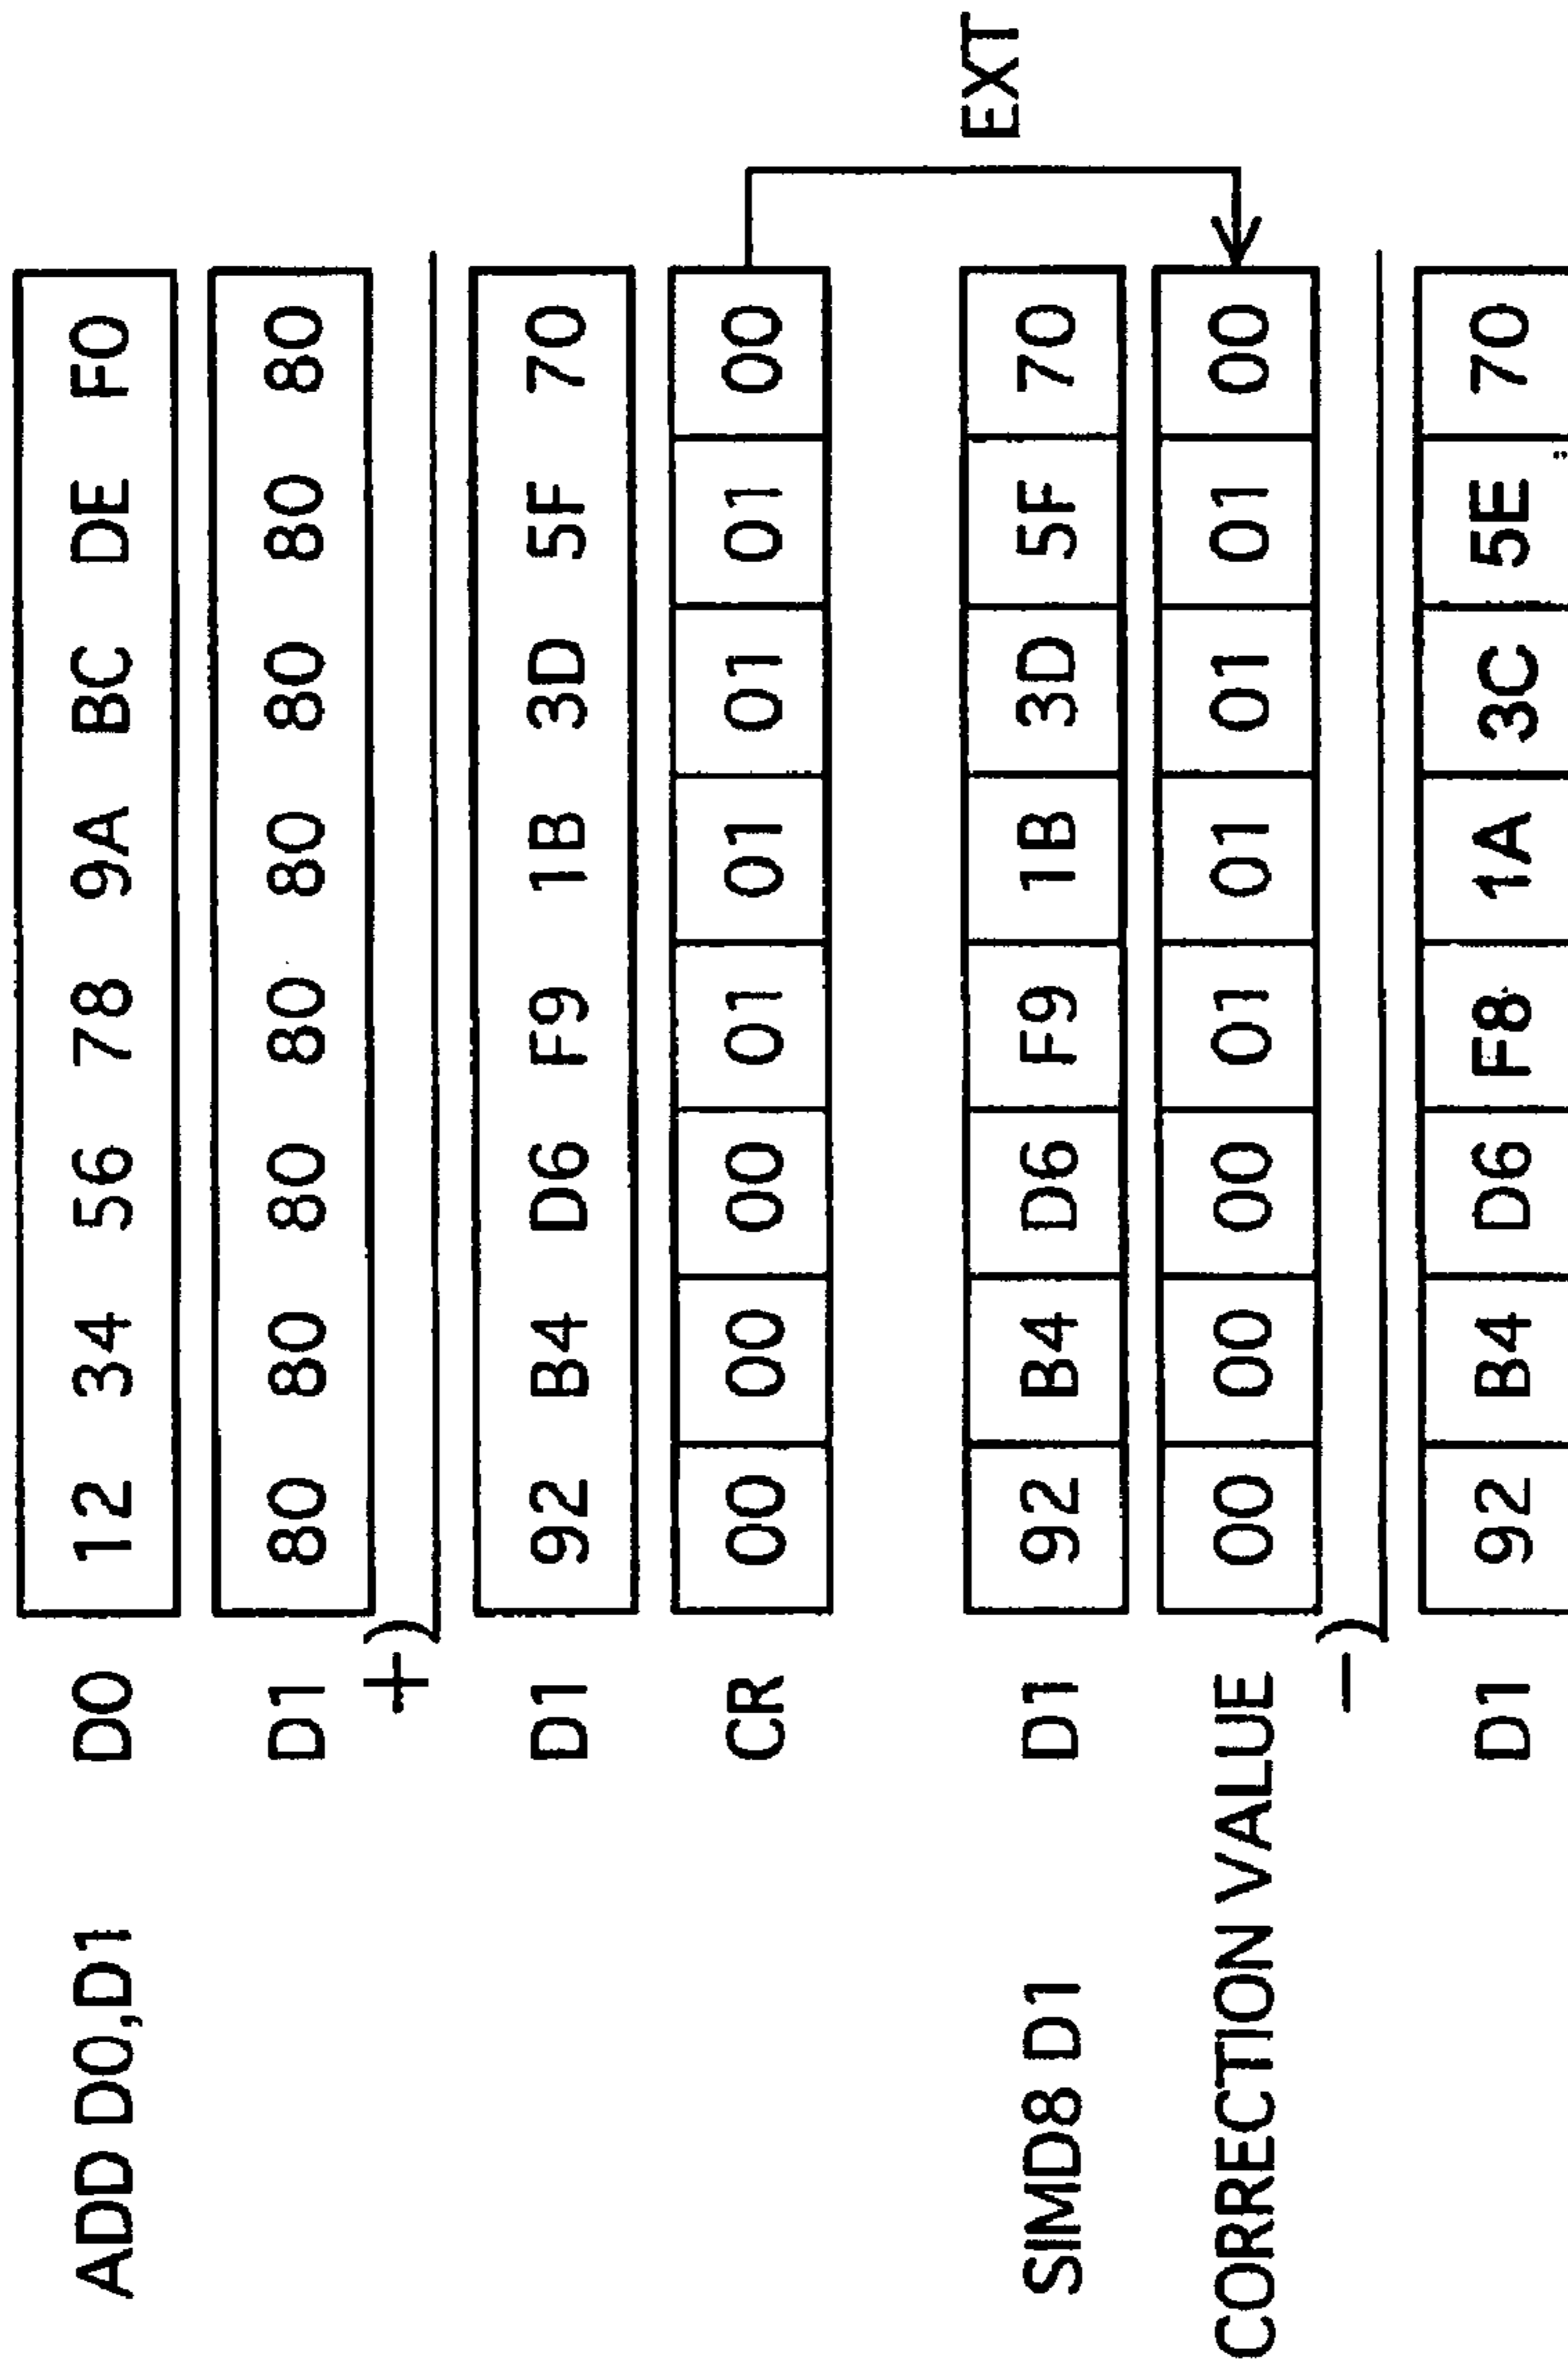 ADD D0,D1 D0 12 34 56 78 9A BC DE F0
D1 80 80 80 80 80 80 80 80
+)
D1 92 B4 D6 F9 1B 3D 5F 70
CR 00 00 00 01 01 01 01 00
EXT
SIMD8 D1 D1 92 B4 D6 F9 1B 3D 5F 70
CORRECTION VALUE 00 00 00 01 01 01 01 00
−)
D1 92 B4 D6 F8 1A 3C 5E 70